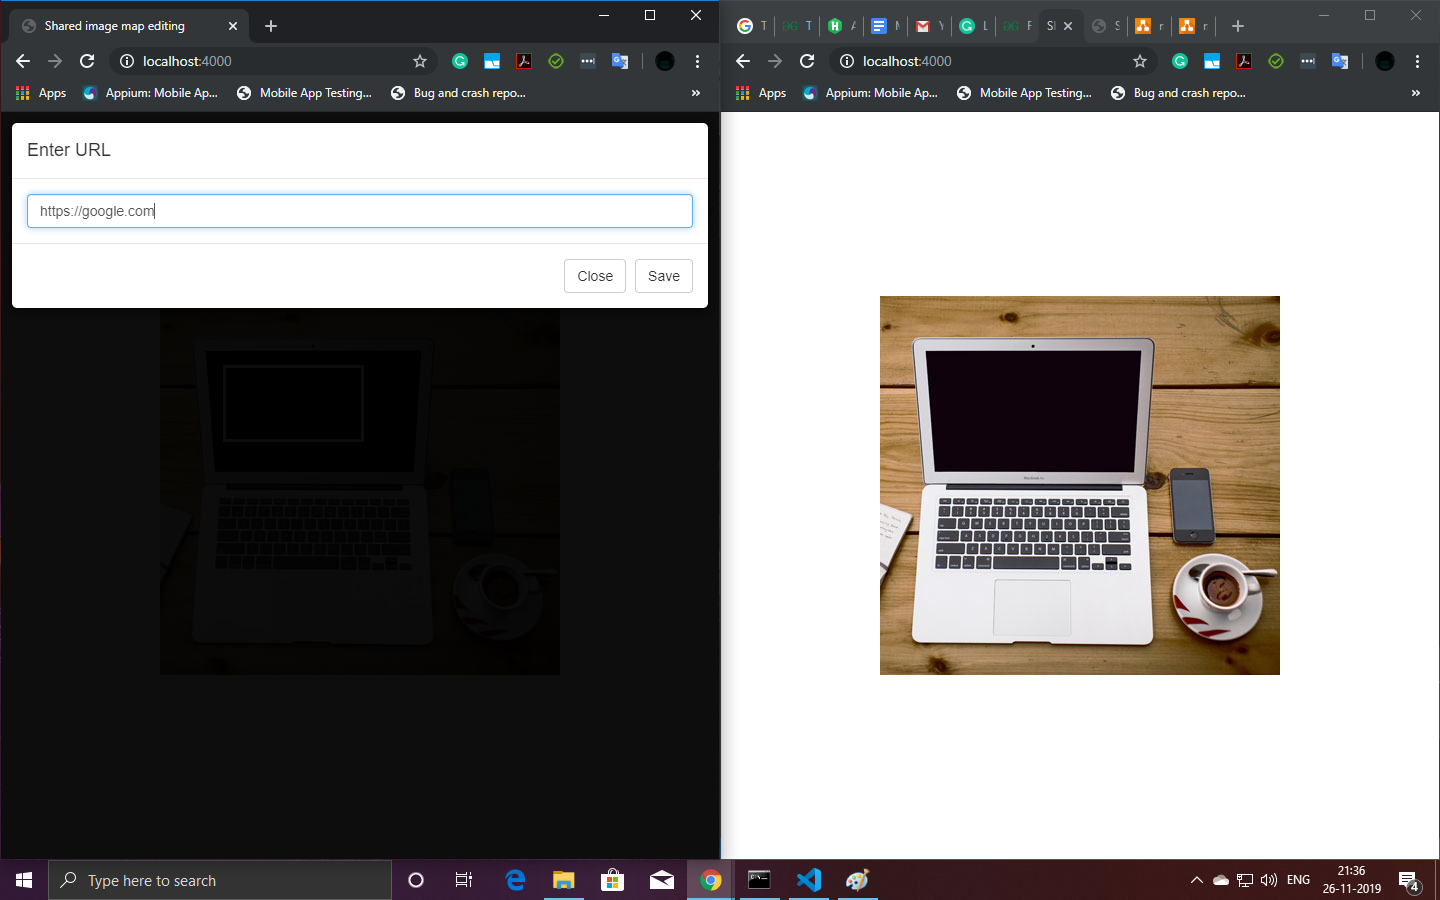 Shared image map editing
localhost:4000
Apps
Appium: Mobile Ap...
Mobile App Testing...
Bug and crash repo...
»
Enter URL
https://google.com
Close
Save
T
T
A
L
localhost:4000
Apps
Appium: Mobile Ap...
Mobile App Testing...
Bug and crash repo...
»
Type here to search
ENG
21:36
26-11-2019
4